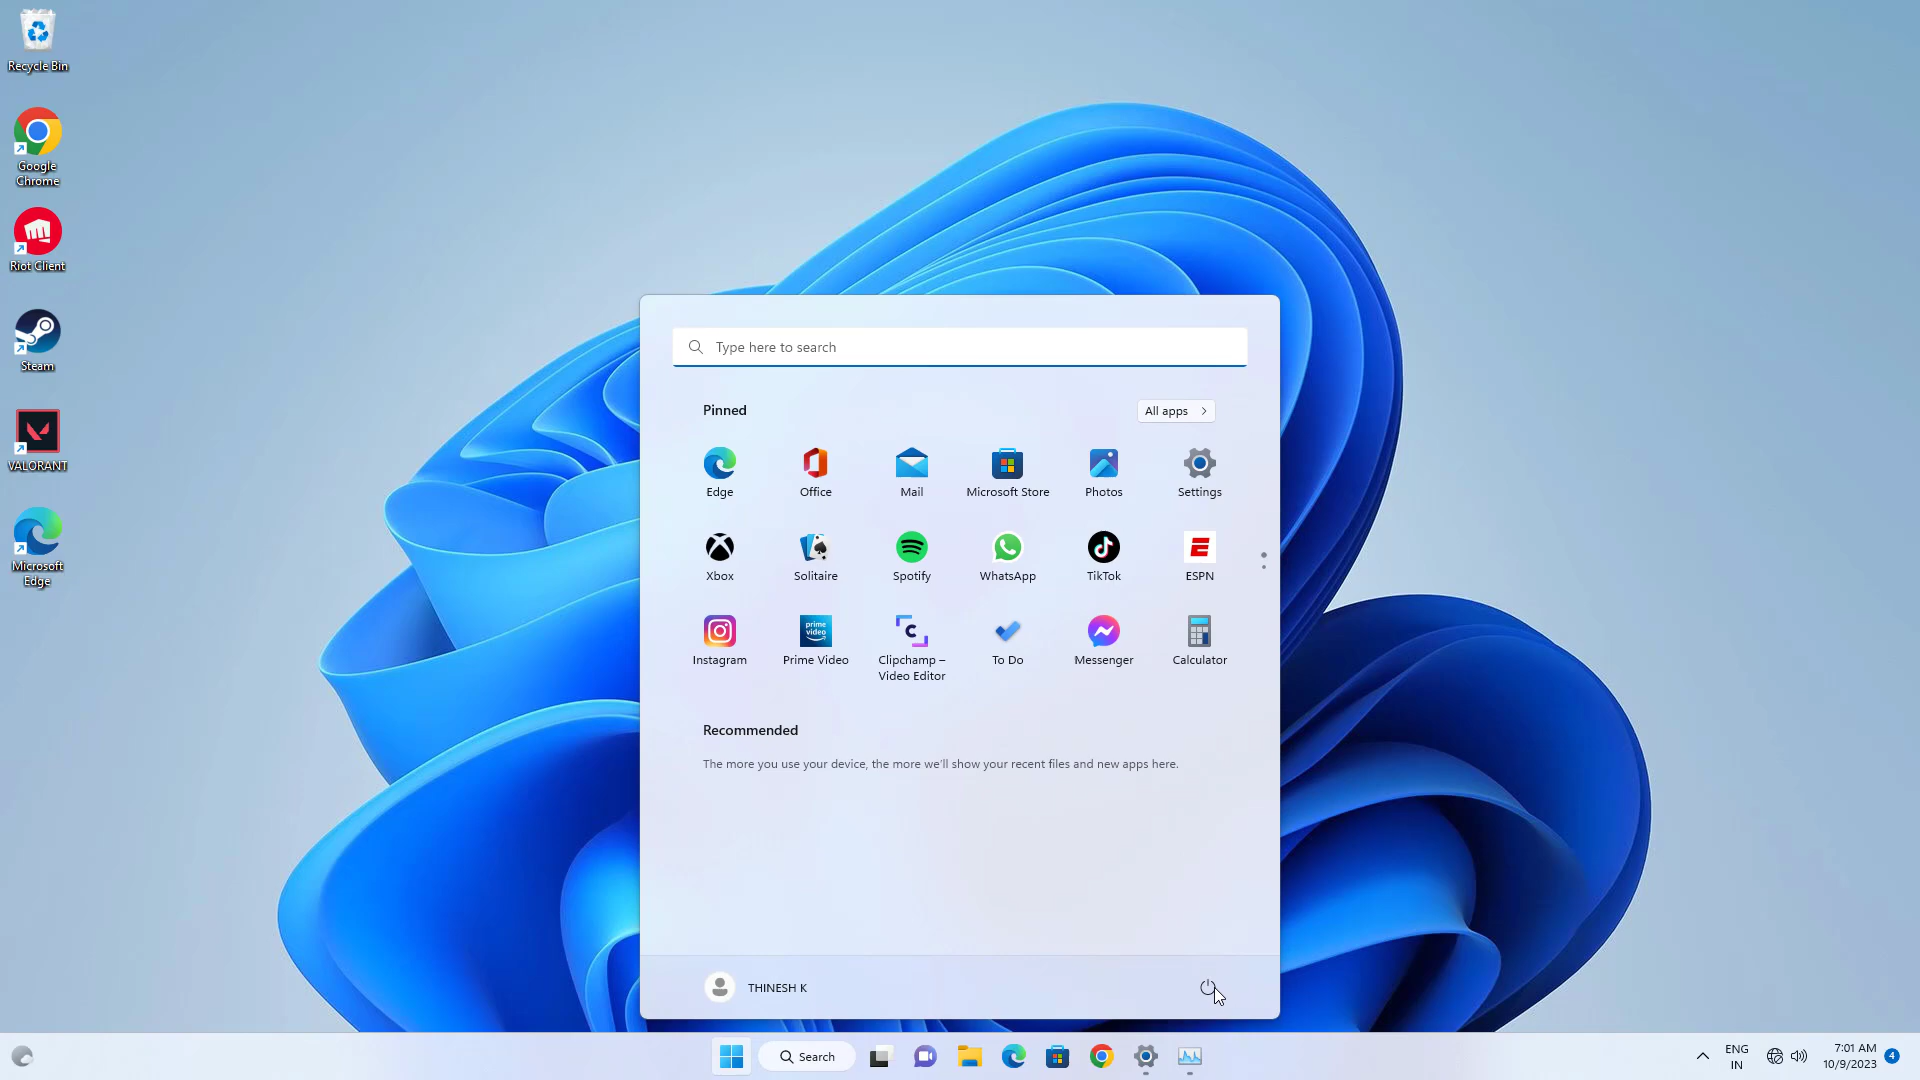 Recycle Bin
Google
Chrome
Riot Client
Steam
VALORANT
Microsoft
Edge
Type here to search
Pinned
All apps
Edge
Office
Mail
Microsoft Store
Photos
Settings
Xbox
Solitaire
Spotify
WhatsApp
TikTok
ESPN
prime
video
Instagram
Prime Video
Clipchamp –
Video Editor
To Do
Messenger
Calculator
Recommended
The more you use your device, the more we'll show your recent files and new apps here.
THINESH K
Search
ENG
IN
7:01 AM
10/9/2023
4